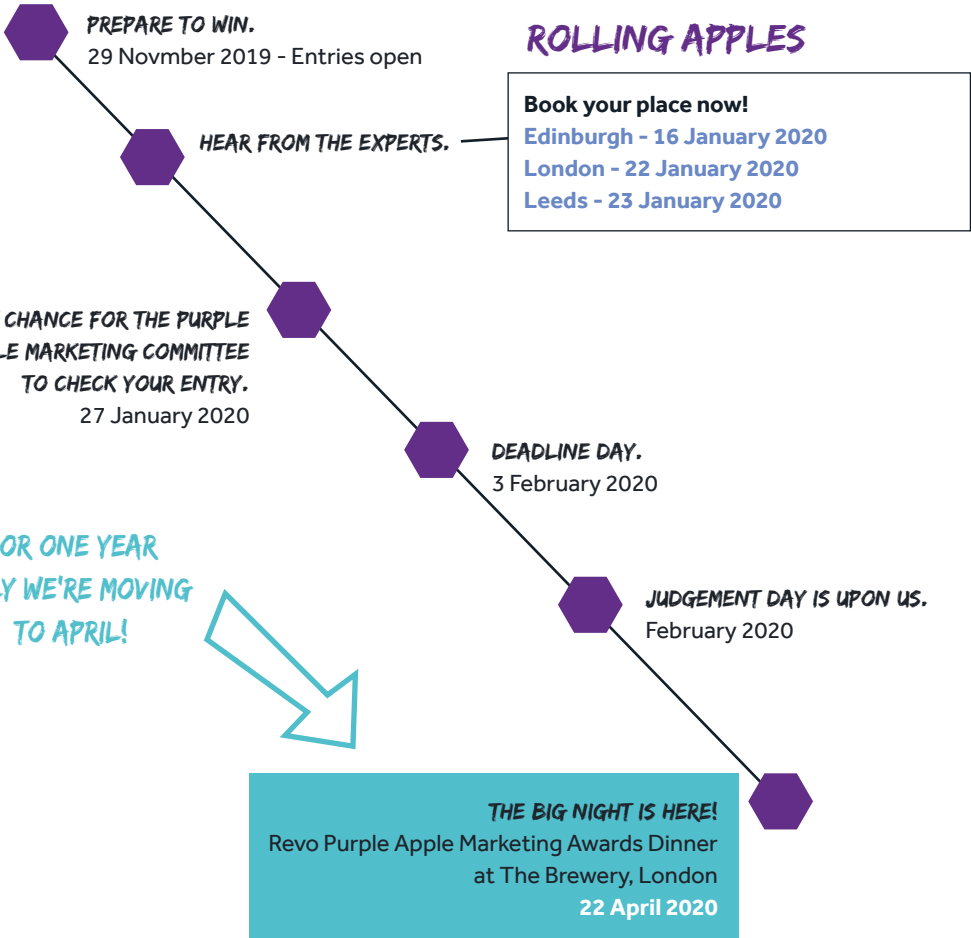 PREPARE TO WIN.
29 Novmber 2019 - Entries open
ROLLING APPLES
HEAR FROM THE EXPERTS.
Book your place now!
Edinburgh - 16 January 2020
London - 22 January 2020
Leeds - 23 January 2020
CHANCE FOR THE PURPLE
MARKETING COMMITTEE
TO CHECK YOUR ENTRY.
27 January 2020
DEADLINE DAY.
3 February 2020
ONE YEAR
WE'RE MOVING
TO APRIL!
JUDGEMENT DAY IS UPON US.
February 2020
THE BIG NIGHT IS HERE!
Revo Purple Apple Marketing Awards Dinner
at The Brewery, London
22 April 2020